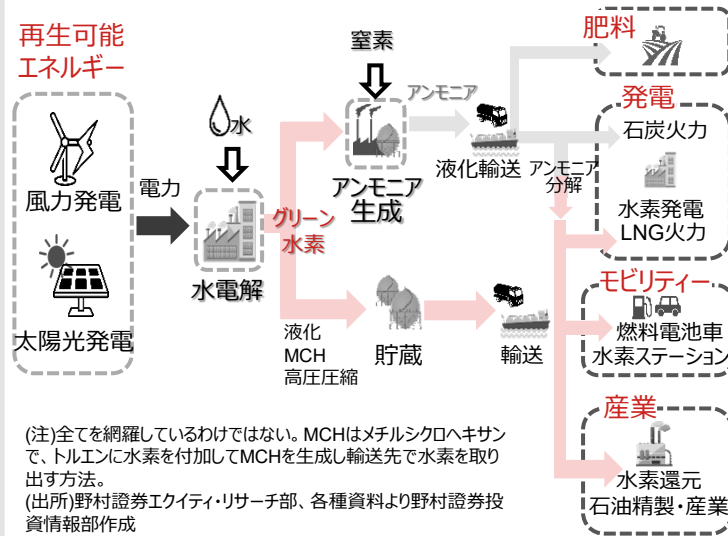 再生可能
エネルギー
風力発電
太陽光発電
電力
水
水電解
グリーン
水素
窒素
アンモニア
生成
アンモニア
液化輸送
アンモニア
分解
液化
MCH
高圧圧縮
貯蔵
輸送
肥料
発電
石炭火力
水素発電
LNG火力
モビリティー
燃料電池車
水素ステーション
産業
水素還元
石油精製・産業
(注)全てを網羅しているわけではない。MCHはメチルシクロヘキサン
で、トルエンに水素を付加してMCHを生成し輸送先で水素を取り
出す方法。
(出所)野村證券エクイティ・リサーチ部、各種資料より野村證券投
資情報部作成